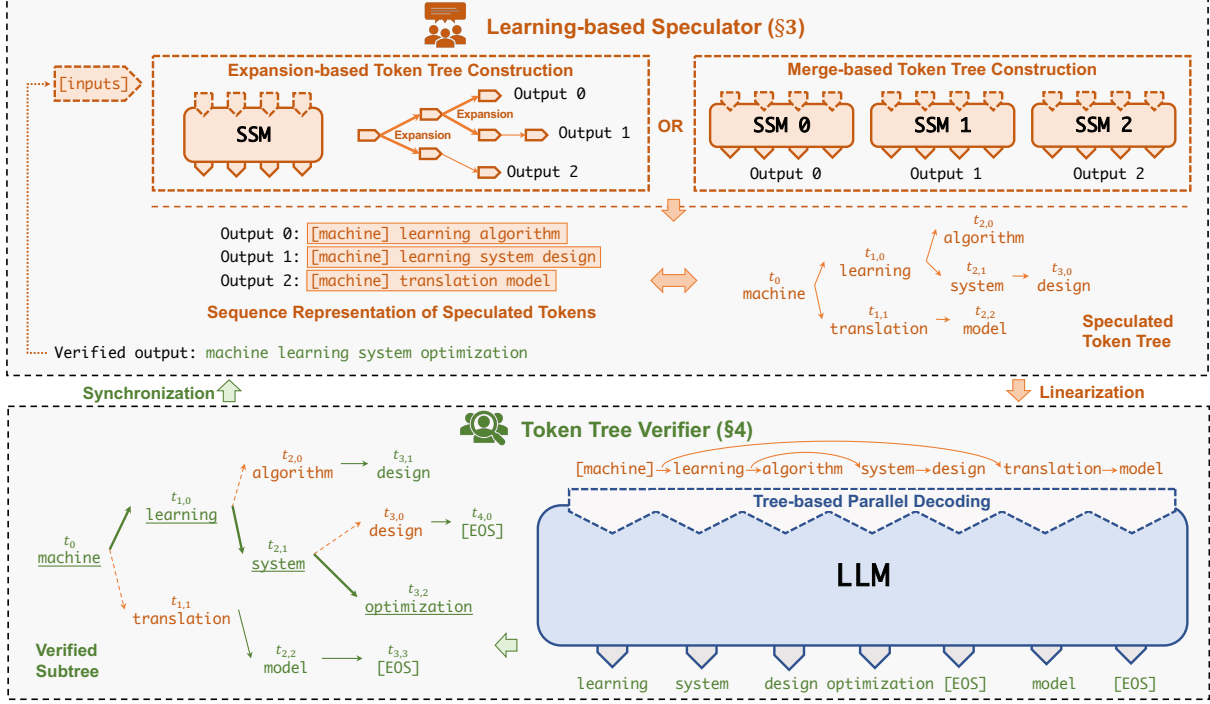 Learning-based Speculator (§3)
[inputs]
Expansion-based Token Tree Construction
SSM
Expansion
Expansion
Output 0
Output 1
Output 2
OR
Merge-based Token Tree Construction
SSM 0
SSM 1
SSM 2
Output 0
Output 1
Output 2
Output 0: [machine] learning algorithm
Output 1: [machine] learning system design
Output 2: [machine] translation model
Sequence Representation of Speculated Tokens
t0
machine
t1,0
learning
t1,1
translation
t2,0
algorithm
t2,1
system
t3,0
design
t2,2
model
Speculated
Token Tree
Verified output: machine learning system optimization
Synchronization
Linearization
Token Tree Verifier (§4)
t0
machine
t1,0
learning
t1,1
translation
t2,0
algorithm
t3,1
design
t2,1
system
t3,0
design
t4,0
[EOS]
t3,2
optimization
t2,2
model
t3,3
[EOS]
Verified
Subtree
[machine] learning algorithm system design translation model
Tree-based Parallel Decoding
LLM
learning system design optimization [EOS] model [EOS]